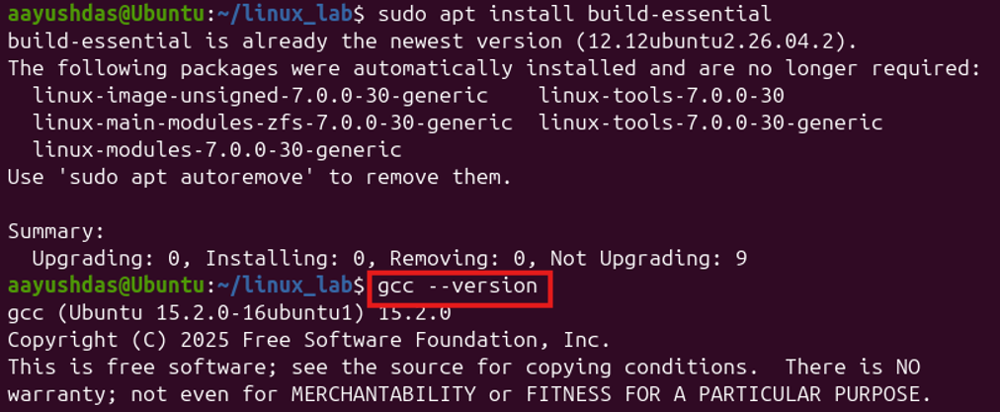 aayushdas@Ubuntu:~/linux_lab$ sudo apt install build-essential
build-essential is already the newest version (12.12ubuntu2.26.04.2).
The following packages were automatically installed and are no longer required:
  linux-image-unsigned-7.0.0-30-generic    linux-tools-7.0.0-30
  linux-main-modules-zfs-7.0.0-30-generic  linux-tools-7.0.0-30-generic
  linux-modules-7.0.0-30-generic
Use 'sudo apt autoremove' to remove them.

Summary:
  Upgrading: 0, Installing: 0, Removing: 0, Not Upgrading: 9
aayushdas@Ubuntu:~/linux_lab$ gcc --version
gcc (Ubuntu 15.2.0-16ubuntu1) 15.2.0
Copyright (C) 2025 Free Software Foundation, Inc.
This is free software; see the source for copying conditions.  There is NO
warranty; not even for MERCHANTABILITY or FITNESS FOR A PARTICULAR PURPOSE.